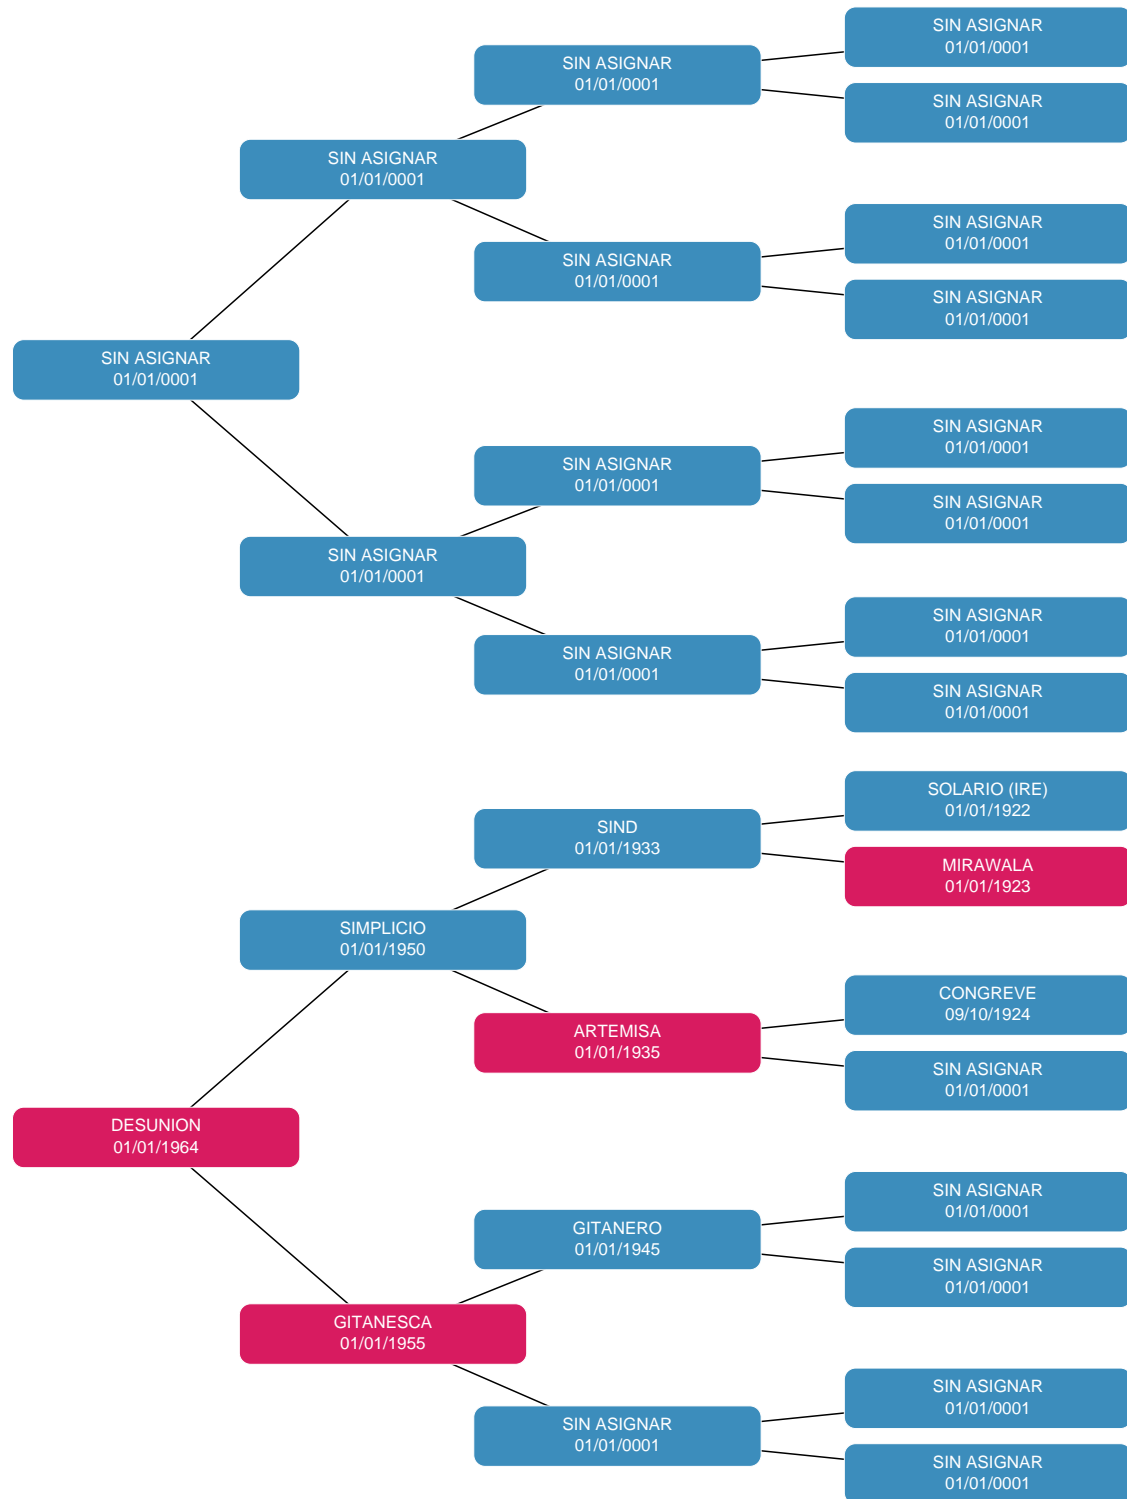 SIN ASIGNAR
01/01/0001
SIN ASIGNAR
01/01/0001
SIN ASIGNAR
01/01/0001
SIN ASIGNAR
01/01/0001
SIN ASIGNAR
01/01/0001
SIN ASIGNAR
01/01/0001
SIN ASIGNAR
01/01/0001
SIN ASIGNAR
01/01/0001
SIN ASIGNAR
01/01/0001
SIN ASIGNAR
01/01/0001
SIN ASIGNAR
01/01/0001
SIN ASIGNAR
01/01/0001
SIN ASIGNAR
01/01/0001
SIN ASIGNAR
01/01/0001
SIN ASIGNAR
01/01/0001
SOLARIO (IRE)
01/01/1922
SIND
01/01/1933
MIRAWALA
01/01/1923
SIMPLICIO
01/01/1950
CONGREVE
09/10/1924
ARTEMISA
01/01/1935
SIN ASIGNAR
01/01/0001
DESUNION
01/01/1964
SIN ASIGNAR
01/01/0001
GITANERO
01/01/1945
SIN ASIGNAR
01/01/0001
GITANESCA
01/01/1955
SIN ASIGNAR
01/01/0001
SIN ASIGNAR
01/01/0001
SIN ASIGNAR
01/01/0001